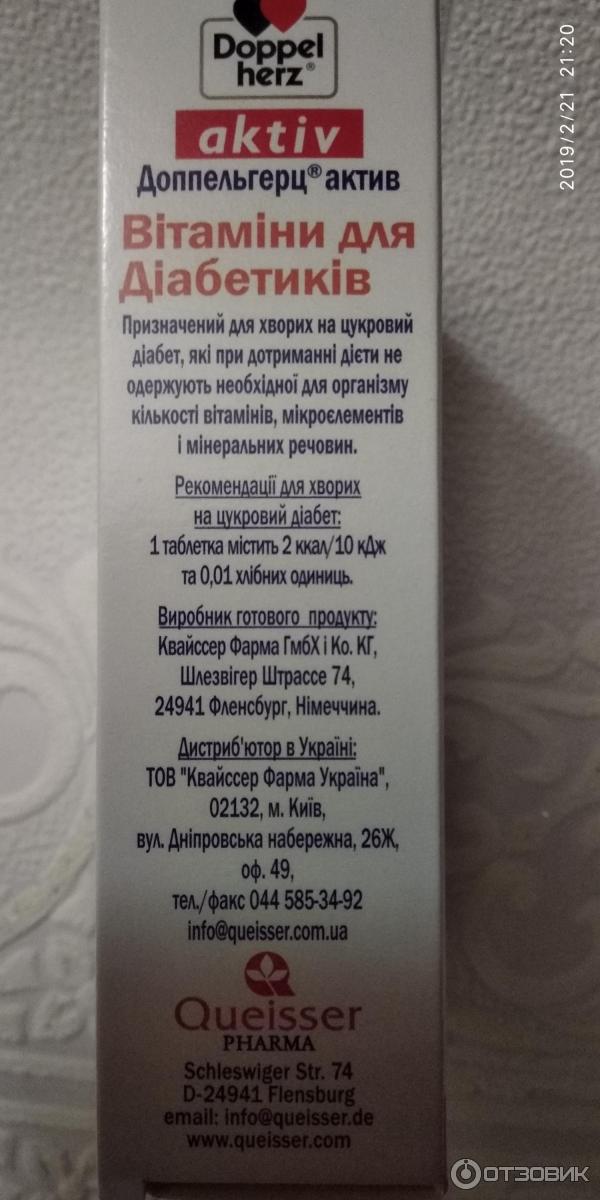 Doppel
herz®
aktiv
Доппельгерц® актив
Вітаміни для
Діабетиків
Призначений для хворих на цукровий
діабет, які при дотриманні дієти не
одержують необхідної для організму
кількості вітамінів, мікроєлементів
і мінеральних речовин.
Рекомендації для хворих
на цукровий діабет:
1 таблетка містить 2 ккал/10 кДж
та 0,01 хлібних одиниць.
Виробник готового продукту:
Квайссер Фарма ГмбХ і Ко. КГ,
Шлезвігер Штрассе 74,
24941 Фленсбург, Німеччина.
Дистриб'ютор в Україні:
ТОВ "Квайссер Фарма Україна",
02132, м. Київ,
вул. Дніпровська набережна, 26Ж,
оф. 49,
тел./факс 044 585-34-92
info@queisser.com.ua
Queisser
PHARMA
Schleswiger Str. 74
D-24941 Flensburg
email: info@queisser.de
www.queisser.com
2019/2/21 21:20
ОТЗОВИК